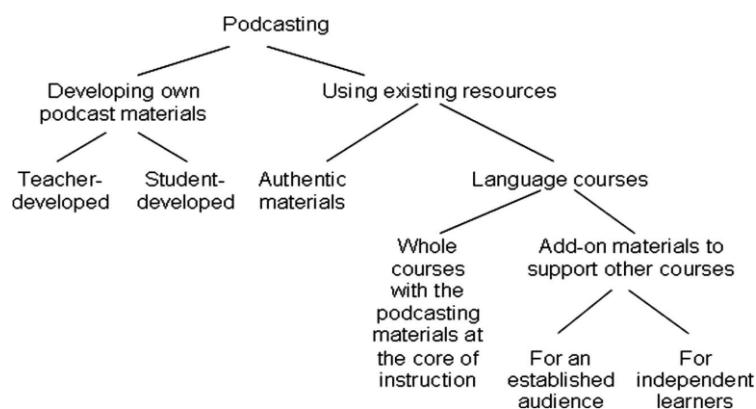 Podcasting
Developing own
podcast materials
Using existing resources
Teacher-
developed
Student-
developed
Authentic
materials
Language courses
Whole
courses
with the
podcasting
materials at
the core of
instruction
Add-on materials to
support other courses
For an
established
audience
For
independent
learners